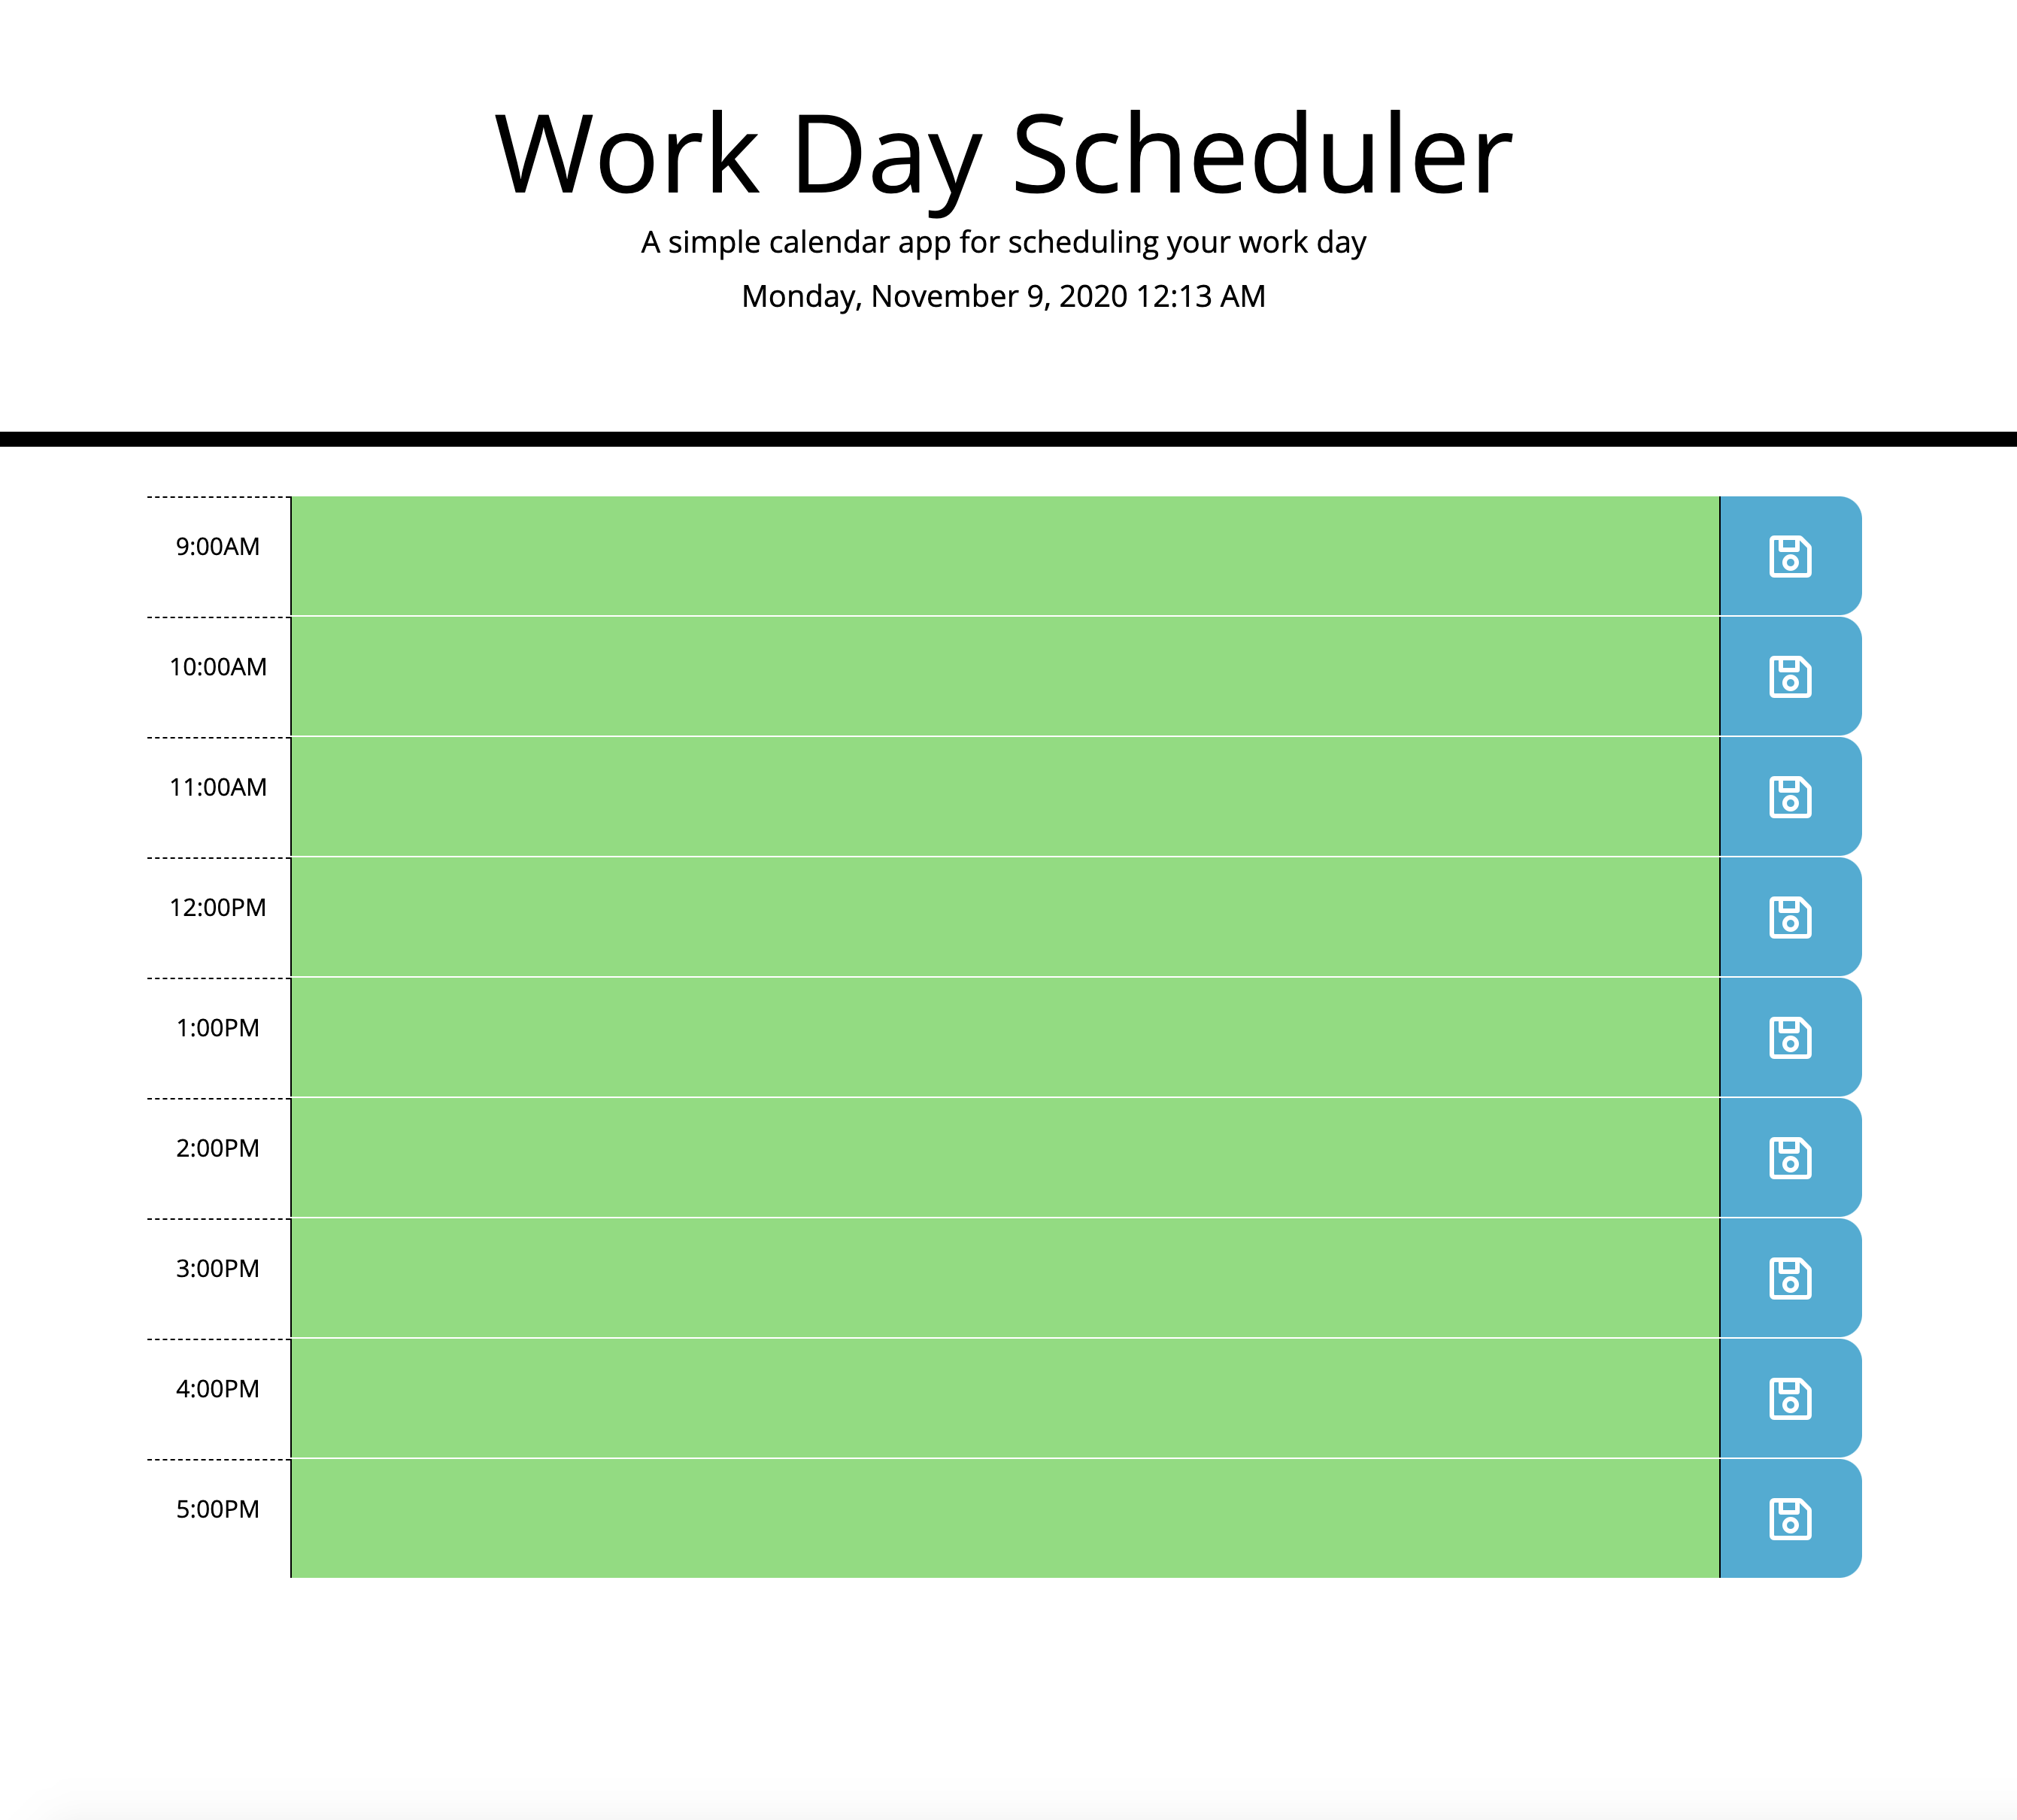 Work Day Scheduler
A simple calendar app for scheduling your work day
Monday, November 9, 2020 12:13 AM
9:00AM
10:00AM
11:00AM
12:00PM
1:00PM
2:00PM
3:00PM
4:00PM
5:00PM